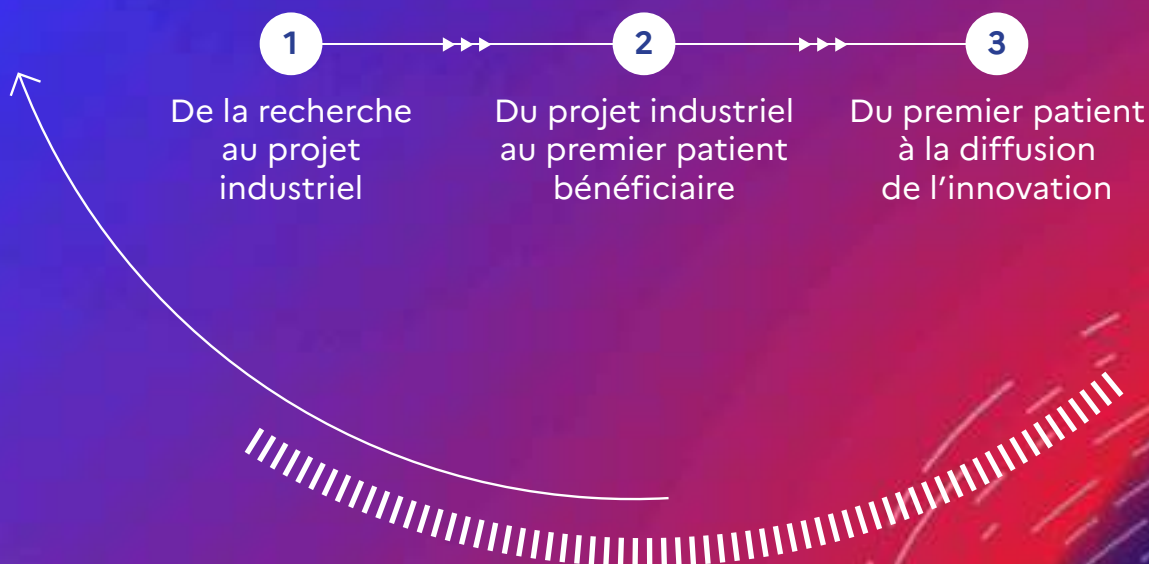 1
2
3
De la recherche
au projet
industriel
Du projet industriel
au premier patient
bénéficiaire
Du premier patient
à la diffusion
de l’innovation